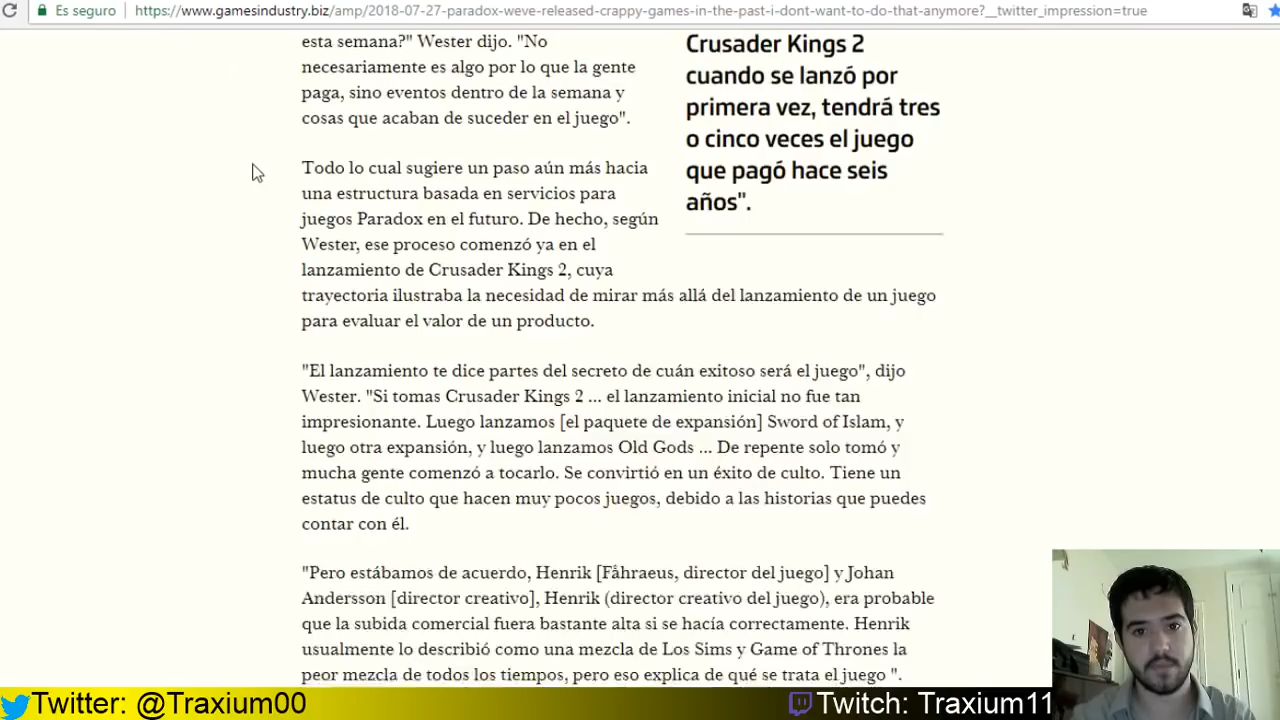 Es seguro
https://www.gamesindustry.biz/amp/2018-07-27-paradox-weve-released-crappy-games-in-the-past-i-dont-want-to-do-that-anymore?__twitter_impression=true
esta semana?" Wester dijo. "No
necesariamente es algo por lo que la gente
paga, sino eventos dentro de la semana y
cosas que acaban de suceder en el juego".
Crusader Kings 2
cuando se lanzó por
primera vez, tendrá tres
o cinco veces el juego
que pagó hace seis
años".
Todo lo cual sugiere un paso aún más hacia
una estructura basada en servicios para
juegos Paradox en el futuro. De hecho, según
Wester, ese proceso comenzó ya en el
lanzamiento de Crusader Kings 2, cuya
trayectoria ilustraba la necesidad de mirar más allá del lanzamiento de un juego
para evaluar el valor de un producto.
"El lanzamiento te dice partes del secreto de cuán exitoso será el juego", dijo
Wester. "Si tomas Crusader Kings 2 ... el lanzamiento inicial no fue tan
impresionante. Luego lanzamos [el paquete de expansión] Sword of Islam, y
luego otra expansión, y luego lanzamos Old Gods ... De repente solo tomó y
mucha gente comenzó a tocarlo. Se convirtió en un éxito de culto. Tiene un
estatus de culto que hacen muy pocos juegos, debido a las historias que puedes
contar con él.
"Pero estábamos de acuerdo, Henrik [Fåhraeus, director del juego] y Johan
Andersson [director creativo], Henrik (director creativo del juego), era probable
que la subida comercial fuera bastante alta si se hacía correctamente. Henrik
usualmente lo describió como una mezcla de Los Sims y Game of Thrones la
peor mezcla de todos los tiempos, pero eso explica de qué se trata el juego ".
Twitter: @Traxium00
Twitch: Traxium11